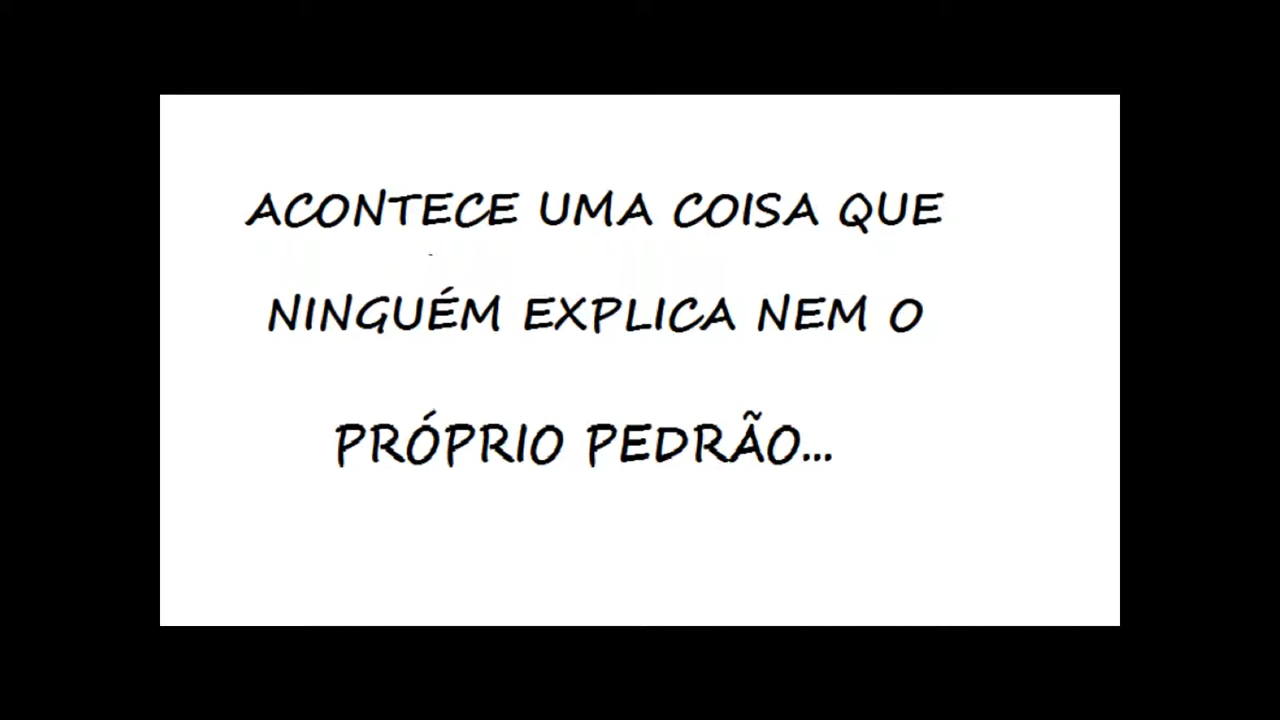 ACONTECE UMA COISA QUE
NINGUÉM EXPLICA NEM O
PRÓPRIO PEDRÃO...